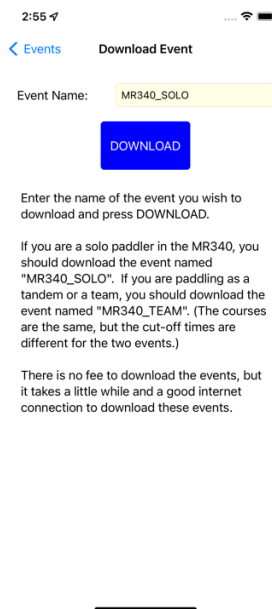 2:55
Events
Download Event
Event Name:
MR340_SOLO
DOWNLOAD
Enter the name of the event you wish to
download and press DOWNLOAD.
If you are a solo paddler in the MR340, you
should download the event named
"MR340_SOLO".  If you are paddling as a
tandem or a team, you should download the
event named "MR340_TEAM". (The courses
are the same, but the cut-off times are
different for the two events.)
There is no fee to download the events, but
it takes a little while and a good internet
connection to download these events.